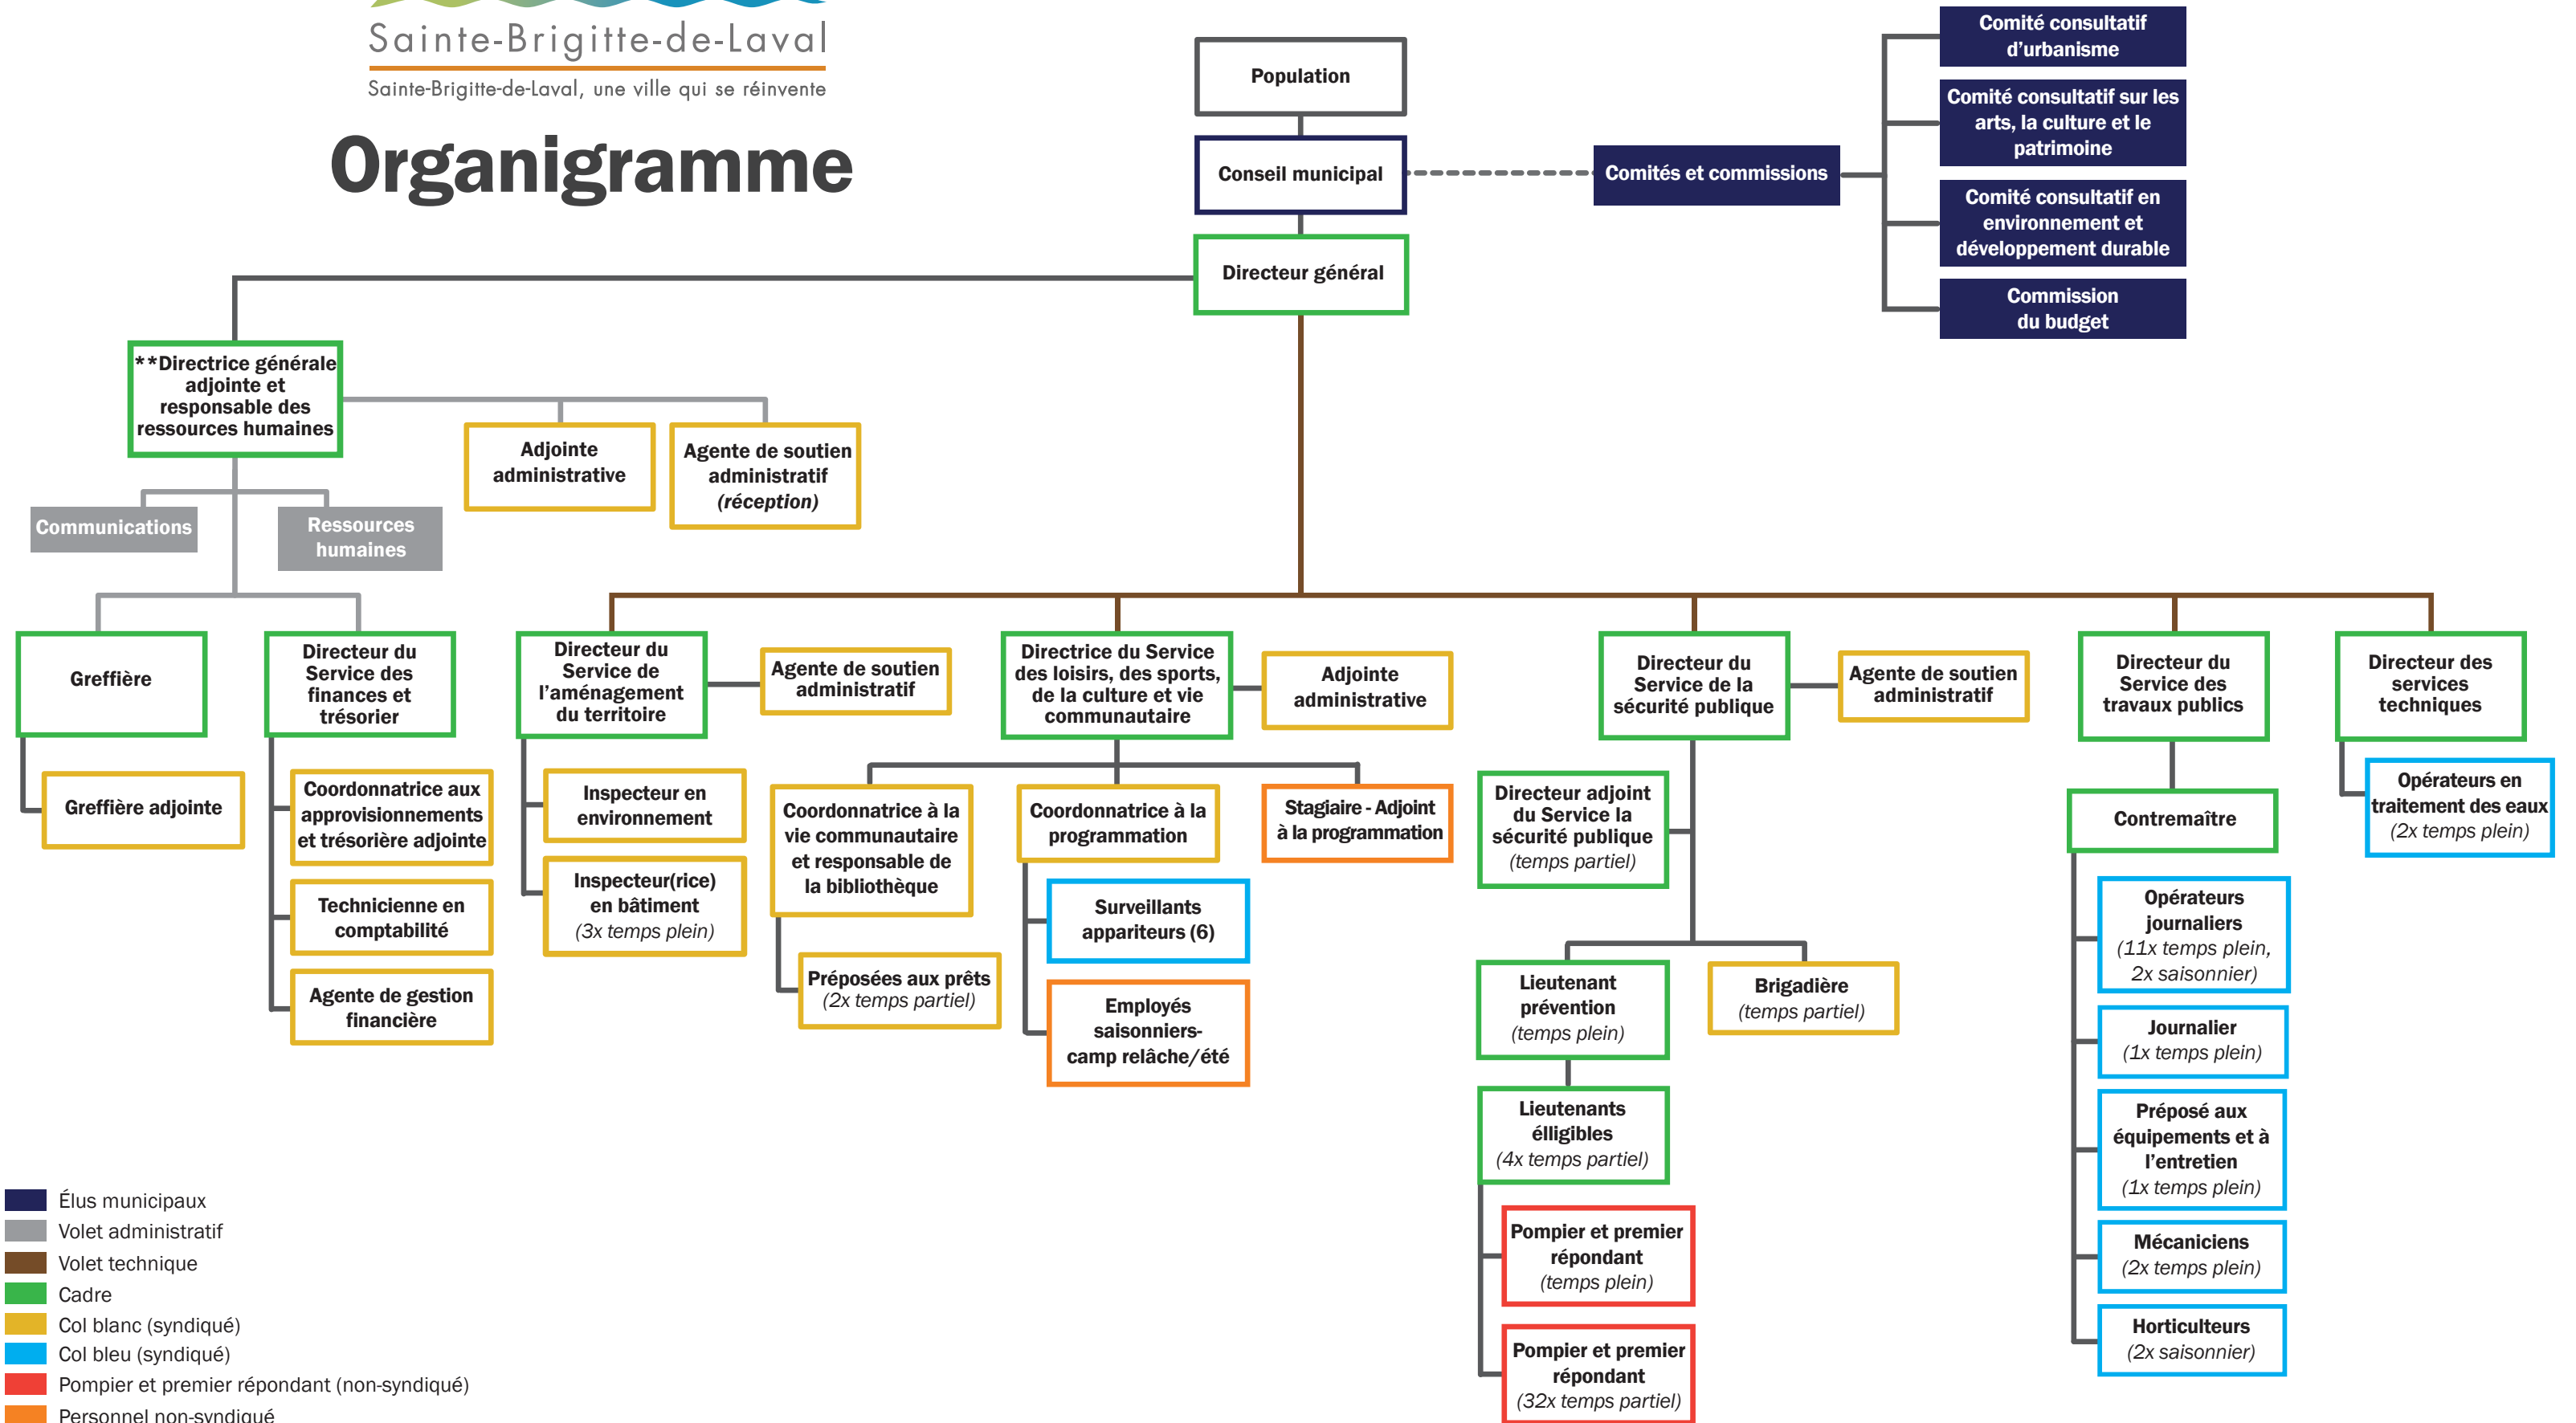 Sainte-Brigitte-de-Laval
Sainte-Brigitte-de-Laval, une ville qui se réinvente
Organigramme
Population
Conseil municipal
Directeur général
Comités et commissions
Comité consultatif
d'urbanisme
Comité consultatif sur les
arts, la culture et le
patrimoine
Comité consultatif en
environnement et
développement durable
Commission
du budget
**Directrice générale
adjointe et
responsable des
ressources humaines
Adjointe
administrative
Agente de soutien
administratif
(réception)
Communications
Ressources
humaines
Greffière
Greffière adjointe
Directeur du
Service des
finances et
trésorier
Coordonnatrice aux
approvisionnements
et trésorière adjointe
Technicienne en
comptabilité
Agente de gestion
financière
Directeur du
Service de
l'aménagement
du territoire
Agente de soutien
administratif
Inspecteur en
environnement
Inspecteur(rice)
en bâtiment
(3x temps plein)
Directrice du Service
des loisirs, des sports,
de la culture et vie
communautaire
Adjointe
administrative
Coordonnatrice à la
vie communautaire
et responsable de
la bibliothèque
Préposées aux prêts
(2x temps partiel)
Coordonnatrice à la
programmation
Surveillants
appariteurs (6)
Employés
saisonniers-
camp relâche/été
Stagiaire - Adjoint
à la programmation
Directeur du
Service de la
sécurité publique
Agente de soutien
administratif
Directeur adjoint
du Service la
sécurité publique
(temps partiel)
Lieutenant
prévention
(temps plein)
Brigadière
(temps partiel)
Lieutenants
élligibles
(4x temps partiel)
Pompier et premier
répondant
(temps plein)
Pompier et premier
répondant
(32x temps partiel)
Directeur du
Service des
travaux publics
Contremaître
Opérateurs
journaliers
(11x temps plein,
2x saisonnier)
Journalier
(1x temps plein)
Préposé aux
équipements et à
l'entretien
(1x temps plein)
Mécaniciens
(2x temps plein)
Horticulteurs
(2x saisonnier)
Directeur des
services
techniques
Opérateurs en
traitement des eaux
(2x temps plein)
Élus municipaux
Volet administratif
Volet technique
Cadre
Col blanc (syndiqué)
Col bleu (syndiqué)
Pompier et premier répondant (non-syndiqué)
Personnel non-syndiqué